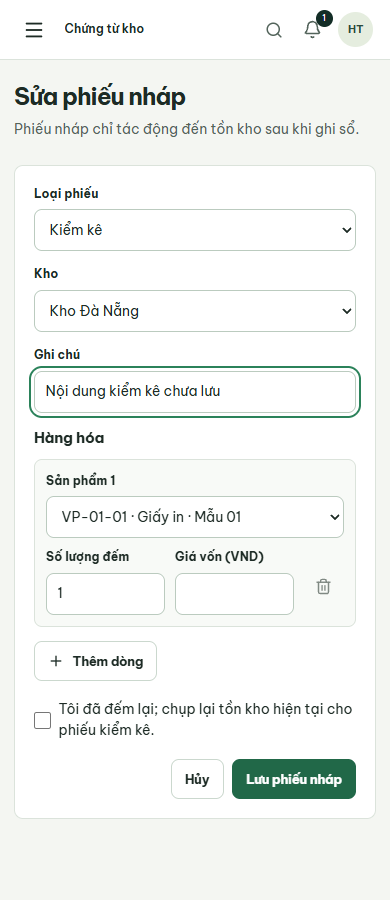 Chứng từ kho
1
HT
Sửa phiếu nháp
Phiếu nháp chỉ tác động đến tồn kho sau khi ghi sổ.
Loại phiếu
Kiểm kê
Kho
Kho Đà Nẵng
Ghi chú
Nội dung kiểm kê chưa lưu
Hàng hóa
Sản phẩm 1
VP-01-01 · Giấy in · Mẫu 01
Số lượng đếm
Giá vốn (VND)
1
Thêm dòng
Tôi đã đếm lại; chụp lại tồn kho hiện tại cho
phiếu kiểm kê.
Hủy
Lưu phiếu nháp